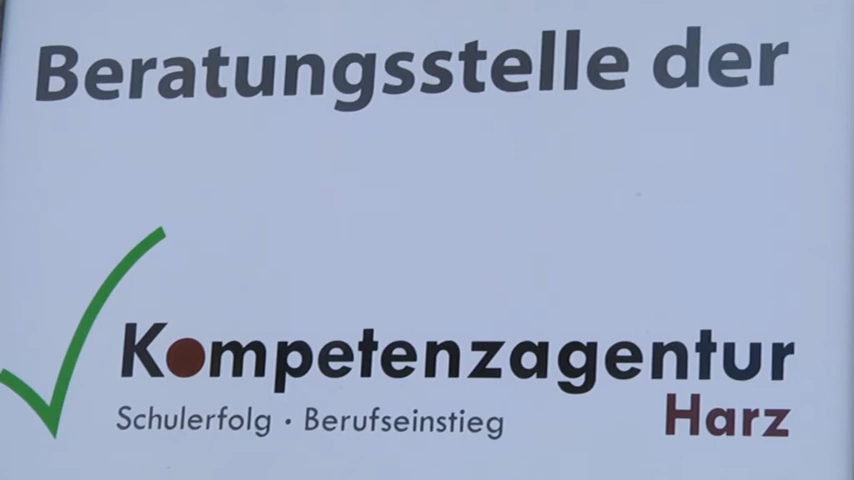 Beratungsstelle der
Kompetenzagentur
Schulerfolg · Berufseinstieg Harz